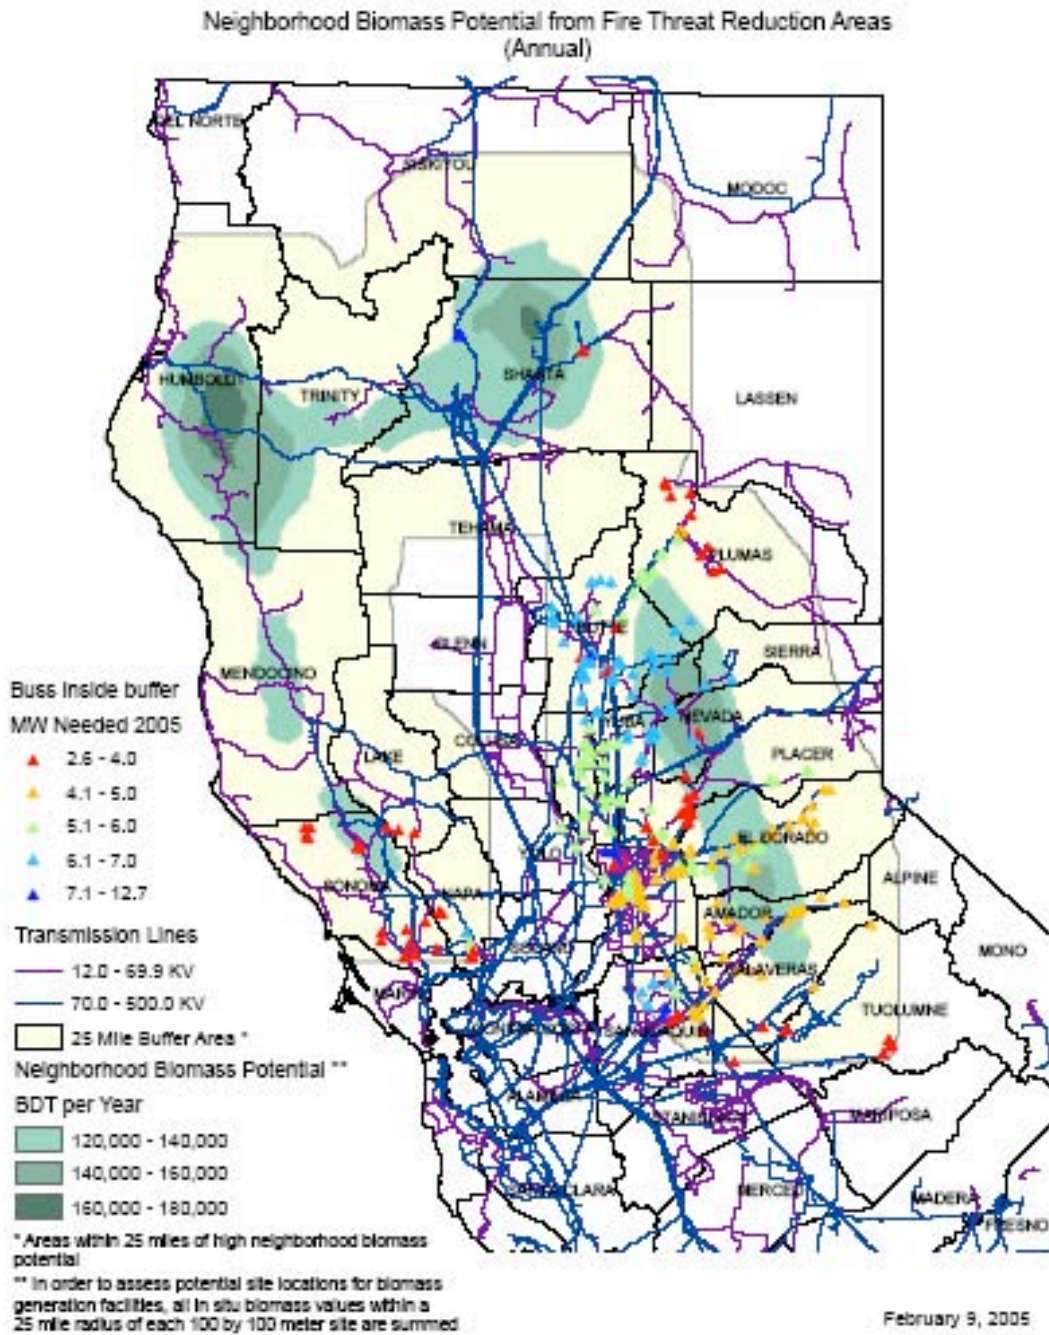 Neighborhood Biomass Potential from Fire Threat Reduction Areas
(Annual)
DEL NORTE
SISKIYOU
MODOC
HUMBOLDT
TRINITY
SHASTA
LASSEN
TEHAMA
PLUMAS
BUTTE
GLENN
SIERRA
MENDOCINO
YUBA
NEVADA
COLUSA
PLACER
LAKE
YOLO
EL DORADO
SONOMA
NAPA
ALPINE
AMADOR
SOLANO
MONO
CALAVERAS
MARIN
TUOLUMNE
SAN JOAQUIN
ALAMEDA
STANISLAUS
MARIPOSA
SANTA CLARA
MERCED
MADERA
FRESNO
Buss Inside buffer
MW Needed 2005
2.6 - 4.0
4.1 - 5.0
5.1 - 6.0
6.1 - 7.0
7.1 - 12.7
Transmission Lines
12.0 - 69.9 KV
70.0 - 500.0 KV
25 Mile Buffer Area *
Neighborhood Biomass Potential **
BDT per Year
120,000 - 140,000
140,000 - 160,000
160,000 - 180,000
* Areas within 25 miles of high neighborhood biomass
potential
** In order to assess potential site locations for biomass
generation facilities, all in situ biomass values within a
25 mile radius of each 100 by 100 meter site are summed
February 9, 2005